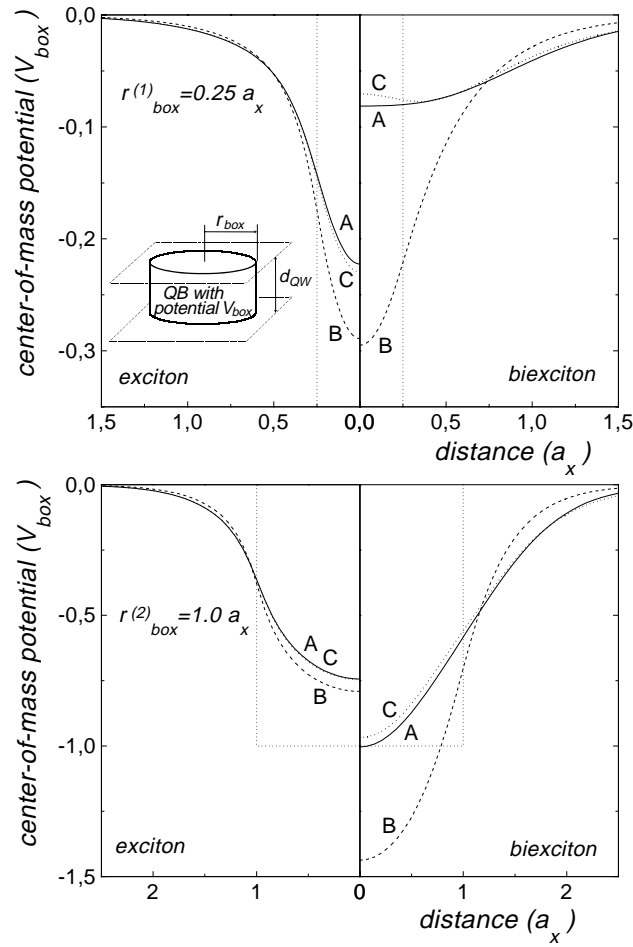 center-of-mass potential (V_box)
0,0
-0,1
-0,2
-0,3
r^(1)_box=0.25 a_x
r_box
d_QW
QB with
potential V_box
A
C
B
exciton
C
A
B
biexciton
1,5 1,0 0,5 0,0 0,5 1,0 1,5
distance (a_x)
center-of-mass potential (V_box)
0,0
-0,5
-1,0
-1,5
r^(2)_box=1.0 a_x
A
C
B
exciton
C
A
B
biexciton
2 1 0 1 2
distance (a_x)